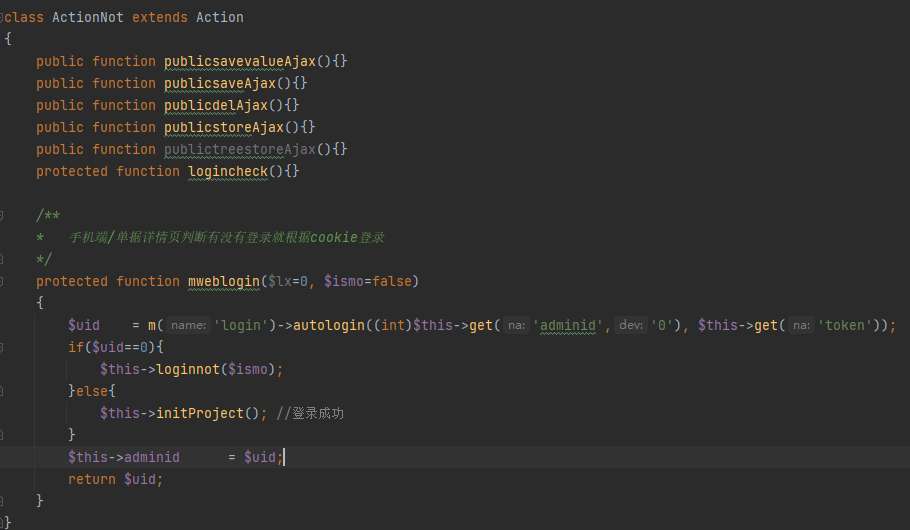 class ActionNot extends Action
{
    public function publicsavevalueAjax(){}
    public function publicsaveAjax(){}
    public function publicdelAjax(){}
    public function publicstoreAjax(){}
    public function publictreestoreAjax(){}
    protected function logincheck(){}
    /**
    *   手机端/单据详情页判断有没有登录就根据cookie登录
    */
    protected function mweblogin($lx=0, $ismo=false)
    {
        $uid    = m( name: 'login')->autologin((int)$this->get( na: 'adminid', dev: '0'), $this->get( na: 'token'));
        if($uid==0){
            $this->loginnot($ismo);
        }else{
            $this->initProject(); //登录成功
        }
        $this->adminid      = $uid;
        return $uid;
    }
}